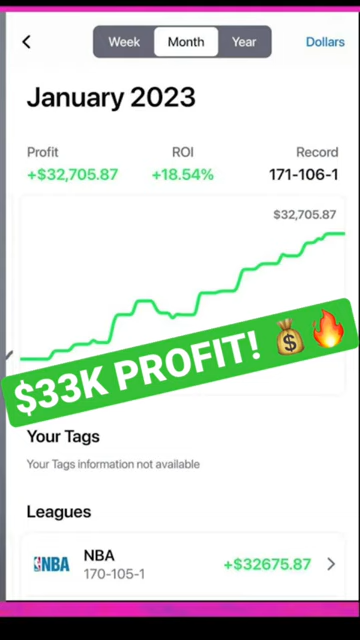 Week Month Year Dollars
January 2023
Profit ROI Record
+$32,705.87 +18.54% 171-106-1
$32,705.87
$33K PROFIT! 💰🔥
Your Tags
Your Tags information not available
Leagues
NBA NBA +$32675.87
170-105-1